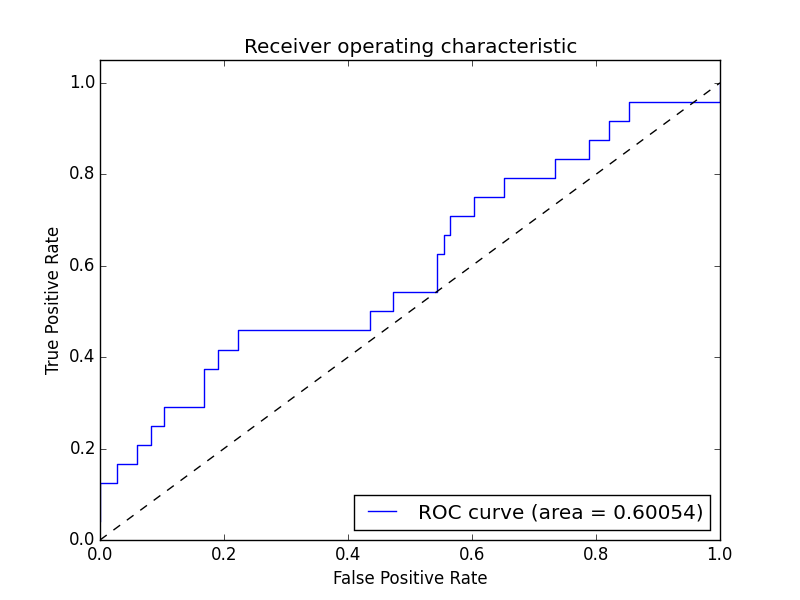 Receiver operating characteristic
1.0
0.8
0.6
0.4
0.2
0.0
True Positive Rate
ROC curve (area = 0.60054)
0.0 0.2 0.4 0.6 0.8 1.0
False Positive Rate